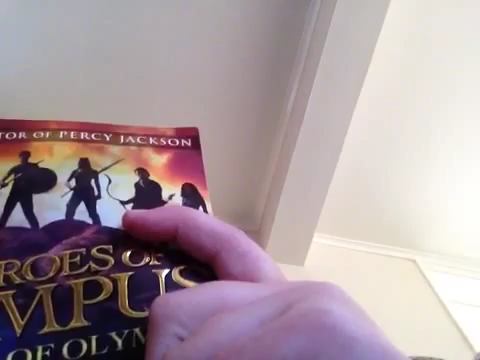 TOR OF PERCY JACKSON
ROES OF
MPUS
OF OLYM